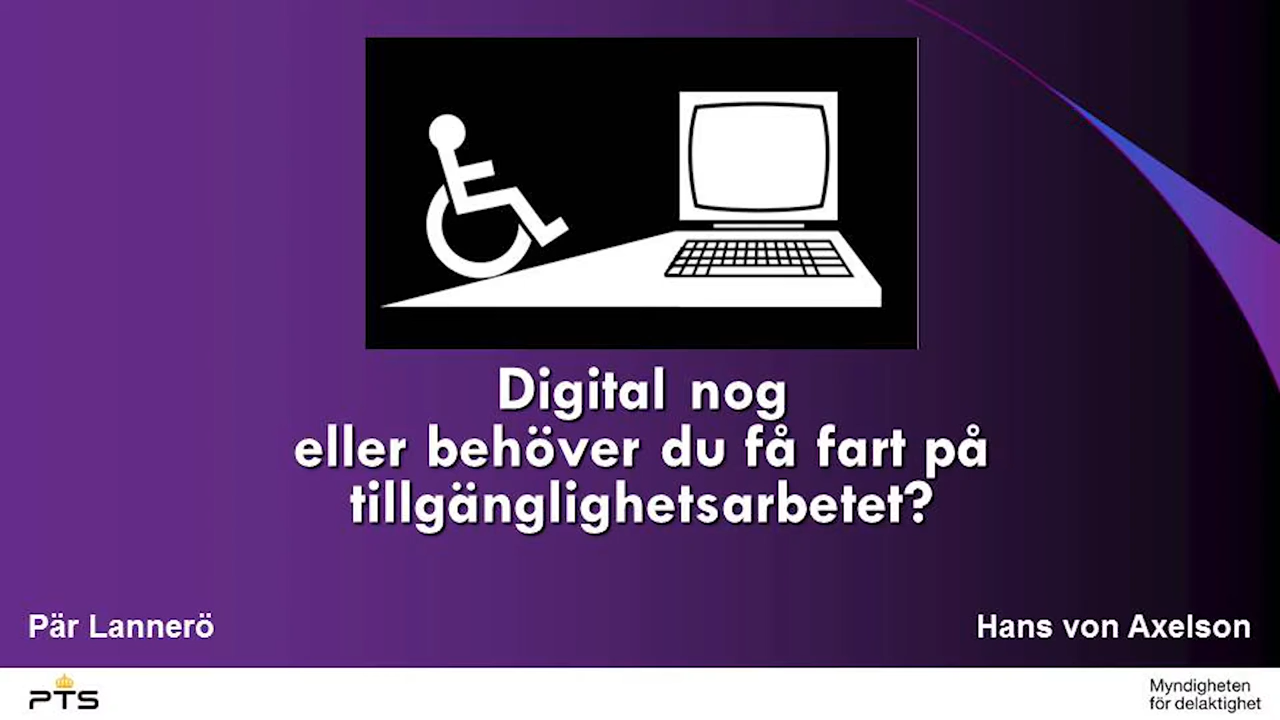 Digital nog
eller behöver du få fart på
tillgänglighetsarbetet?
Pär Lannerö
Hans von Axelson
PTS
Myndigheten
för delaktighet